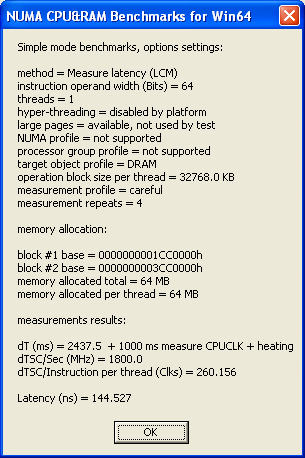 NUMA CPU&RAM Benchmarks for Win64
Simple mode benchmarks, options settings:
method = Measure latency (LCM)
instruction operand width (Bits) = 64
threads = 1
hyper-threading = disabled by platform
large pages = available, not used by test
NUMA profile = not supported
processor group profile = not supported
target object profile = DRAM
operation block size per thread = 32768.0 KB
measurement profile = careful
measurement repeats = 4
memory allocation:
block #1 base = 0000000001CC0000h
block #2 base = 0000000003CC0000h
memory allocated total = 64 MB
memory allocated per thread = 64 MB
measurements results:
dT (ms) = 2437.5  + 1000 ms measure CPUCLK + heating
dTSC/Sec (MHz) = 1800.0
dTSC/Instruction per thread (Clks) = 260.156
Latency (ns) = 144.527
OK